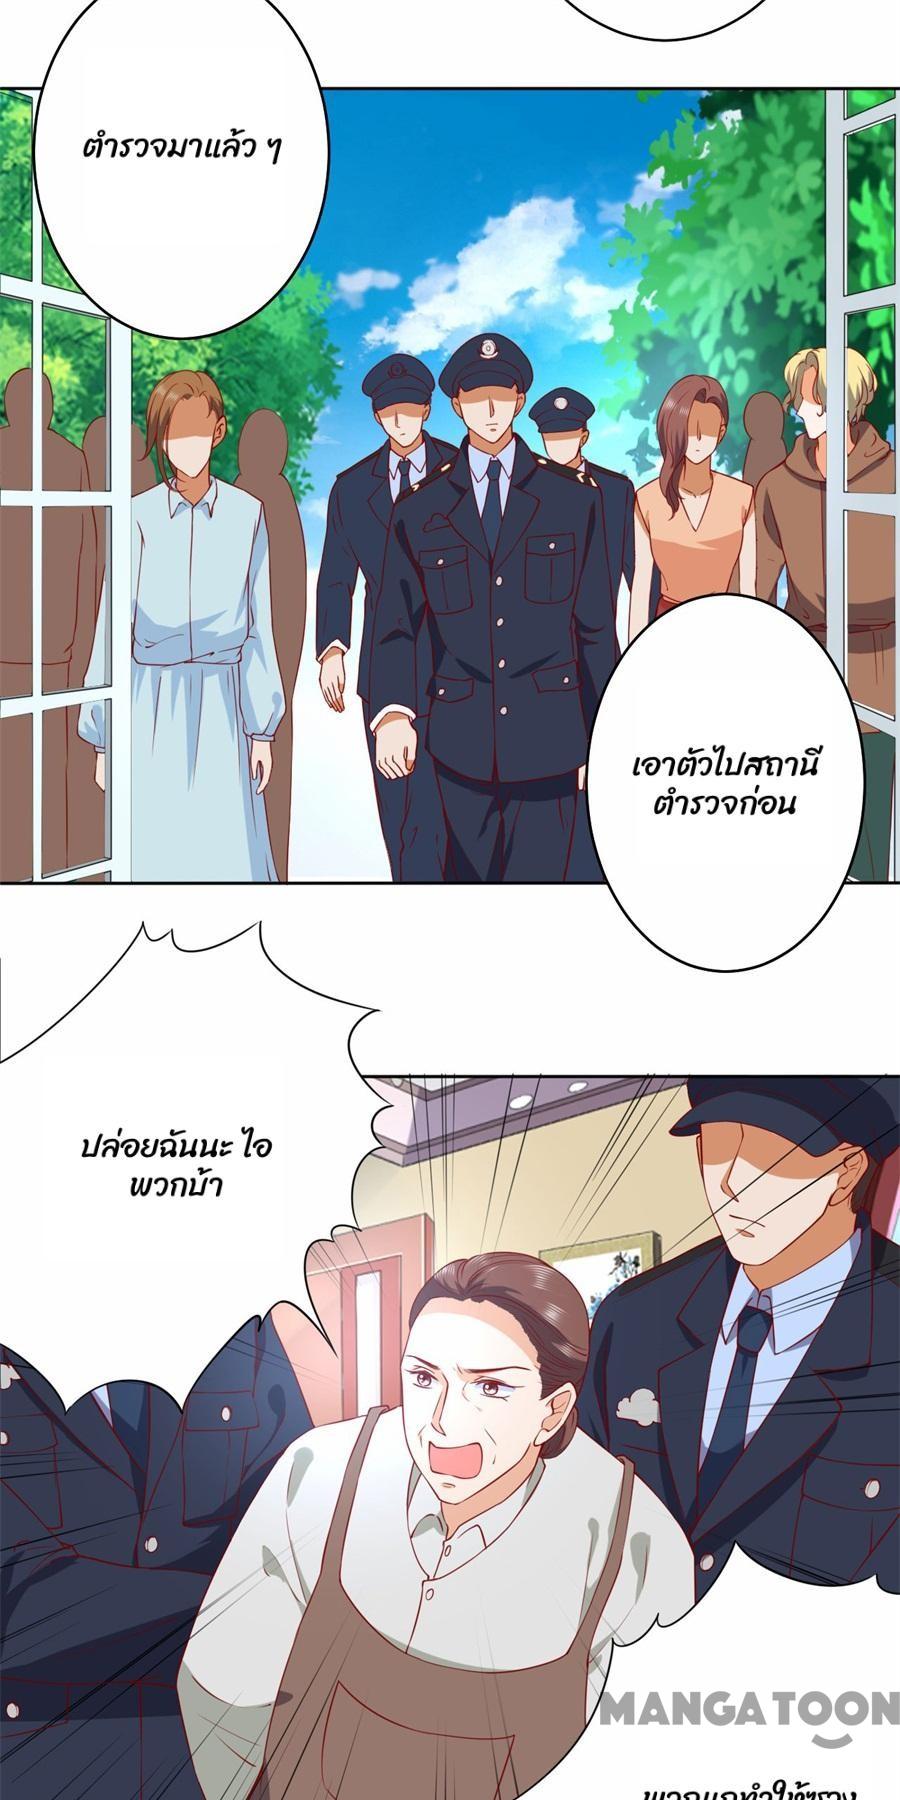 ตำรวจมาแล้ว ๆ
เอาตัวไปสถานี
ตำรวจก่อน
ปล่อยฉันนะ ไอ
พวกบ้า
MANGATOON